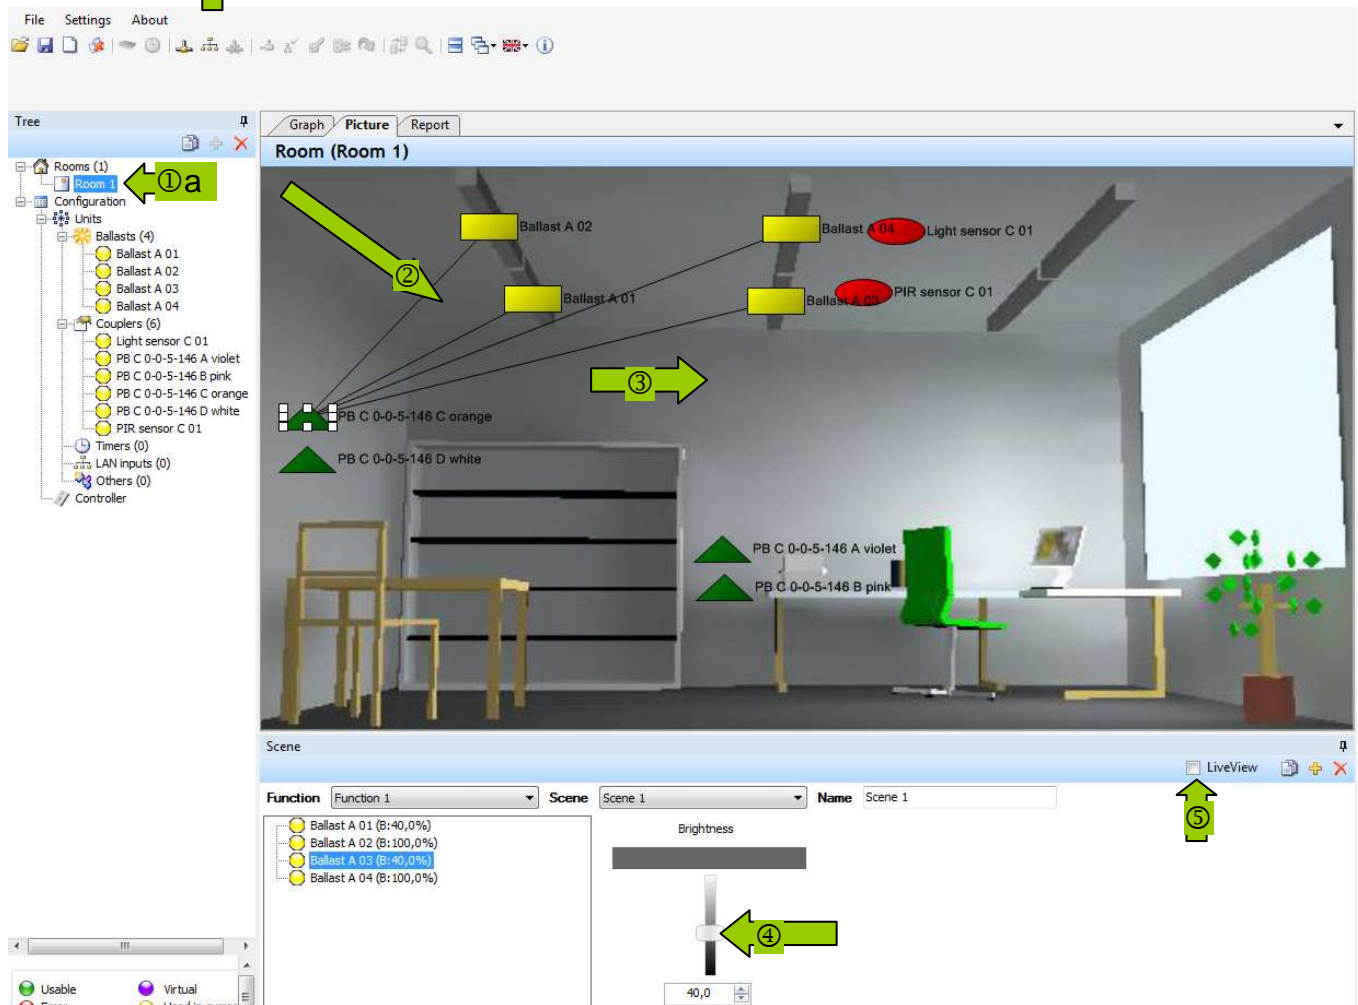 File Settings About
Tree
Graph Picture Report
Room (Room 1)
Rooms (1)
Room 1
①a
Configuration
Units
Ballasts (4)
Ballast A 01
Ballast A 02
Ballast A 03
Ballast A 04
Couplers (6)
Light sensor C 01
PB C 0-0-5-146 A violet
PB C 0-0-5-146 B pink
PB C 0-0-5-146 C orange
PB C 0-0-5-146 D white
PIR sensor C 01
Timers (0)
LAN inputs (0)
Others (0)
Controller
Ballast A 02
Ballast A 04
Light sensor C 01
②
Ballast A 01
Ballast A 03
PIR sensor C 01
③
PB C 0-0-5-146 C orange
PB C 0-0-5-146 D white
PB C 0-0-5-146 A violet
PB C 0-0-5-146 B pink
Scene
LiveView
Function Function 1 Scene Scene 1 Name Scene 1
⑤
Ballast A 01 (B:40,0%)
Ballast A 02 (B:100,0%)
Ballast A 03 (B:40,0%)
Ballast A 04 (B:100,0%)
Brightness
④
40,0
Usable Virtual